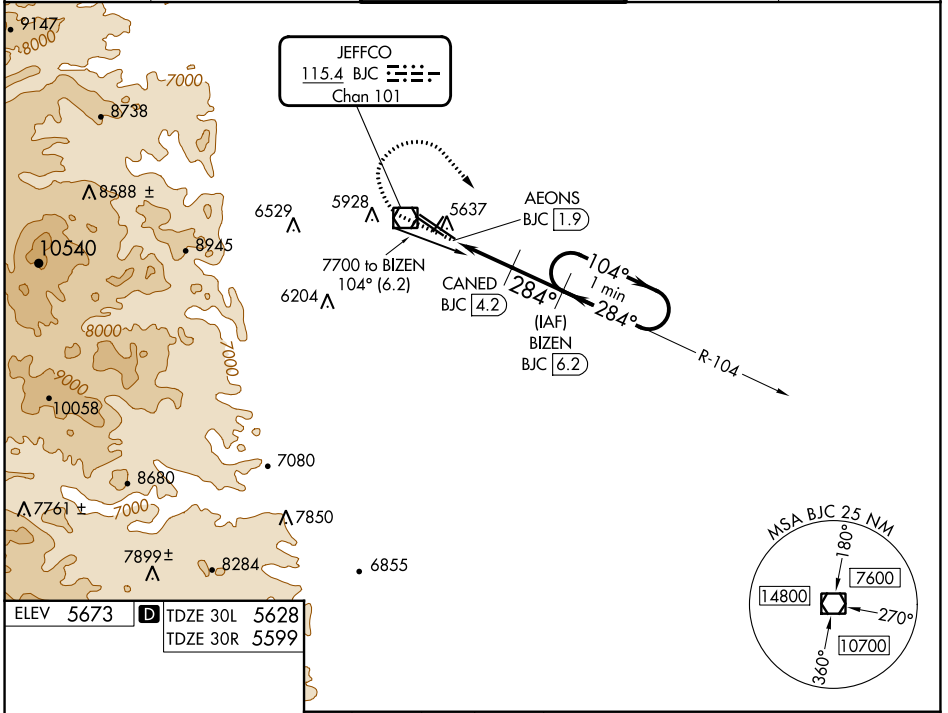 9147
8000
7000
8738
8588 ±
10540
8945
6529
5928
5637
6204
JEFFCO
115.4 BJC
Chan 101
AEONS
BJC 1.9
7700 to BIZEN
104° (6.2)
CANED
BJC 4.2
284°
(IAF)
BIZEN
BJC 6.2
104°
1 min
284°
R-104
8000
7000
9000
10058
7080
8680
7761 ±
7000
7850
7899 ±
8284
6855
MSA BJC 25 NM
180°
7600
14800
270°
10700
360°
ELEV 5673
D
TDZE 30L 5628
TDZE 30R 5599